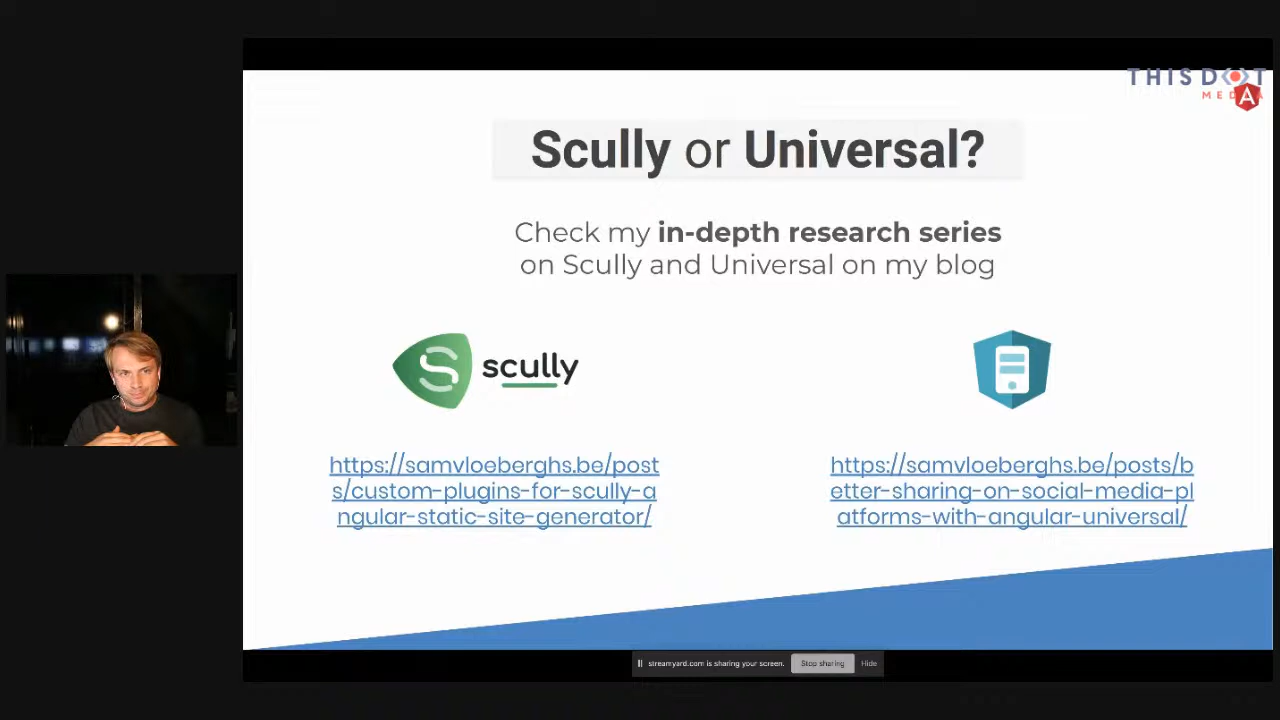 THIS DOT
MEDIA
A
Scully or Universal?
Check my in-depth research series
on Scully and Universal on my blog
S scully
https://samvloeberghs.be/post
s/custom-plugins-for-scully-a
ngular-static-site-generator/
https://samvloeberghs.be/posts/b
etter-sharing-on-social-media-pl
atforms-with-angular-universal/
streamyard.com is sharing your screen. Stop sharing Hide